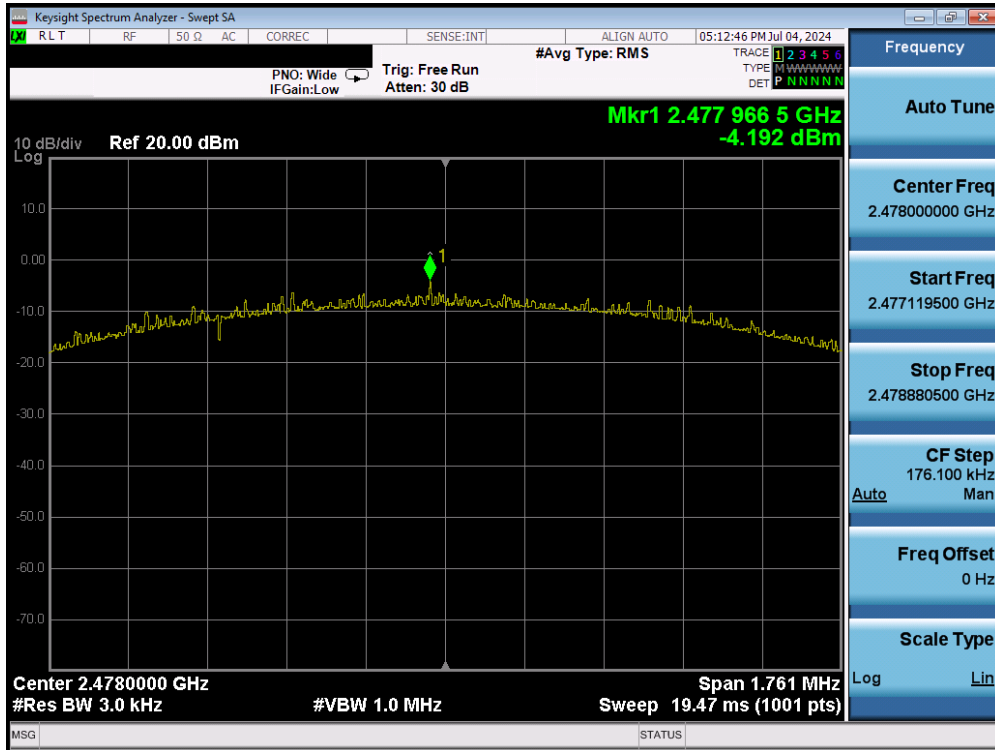 Keysight Spectrum Analyzer - Swept SA
LXI R L T RF 50 Ω AC CORREC SENSE:INT ALIGN AUTO 05:12:46 PM Jul 04, 2024
PNO: Wide
IFGain:Low
Trig: Free Run
Atten: 30 dB
#Avg Type: RMS
TRACE 1 2 3 4 5 6
TYPE M WWWWW
DET P N N N N N
Mkr1 2.477 966 5 GHz
-4.192 dBm
10 dB/div Ref 20.00 dBm
Log
10.0
0.00
-10.0
-20.0
-30.0
-40.0
-50.0
-60.0
-70.0
1
Center 2.4780000 GHz Span 1.761 MHz
#Res BW 3.0 kHz #VBW 1.0 MHz Sweep 19.47 ms (1001 pts)
MSG STATUS
Frequency
Auto Tune
Center Freq
2.478000000 GHz
Start Freq
2.477119500 GHz
Stop Freq
2.478880500 GHz
CF Step
176.100 kHz
Auto Man
Freq Offset
0 Hz
Scale Type
Log Lin